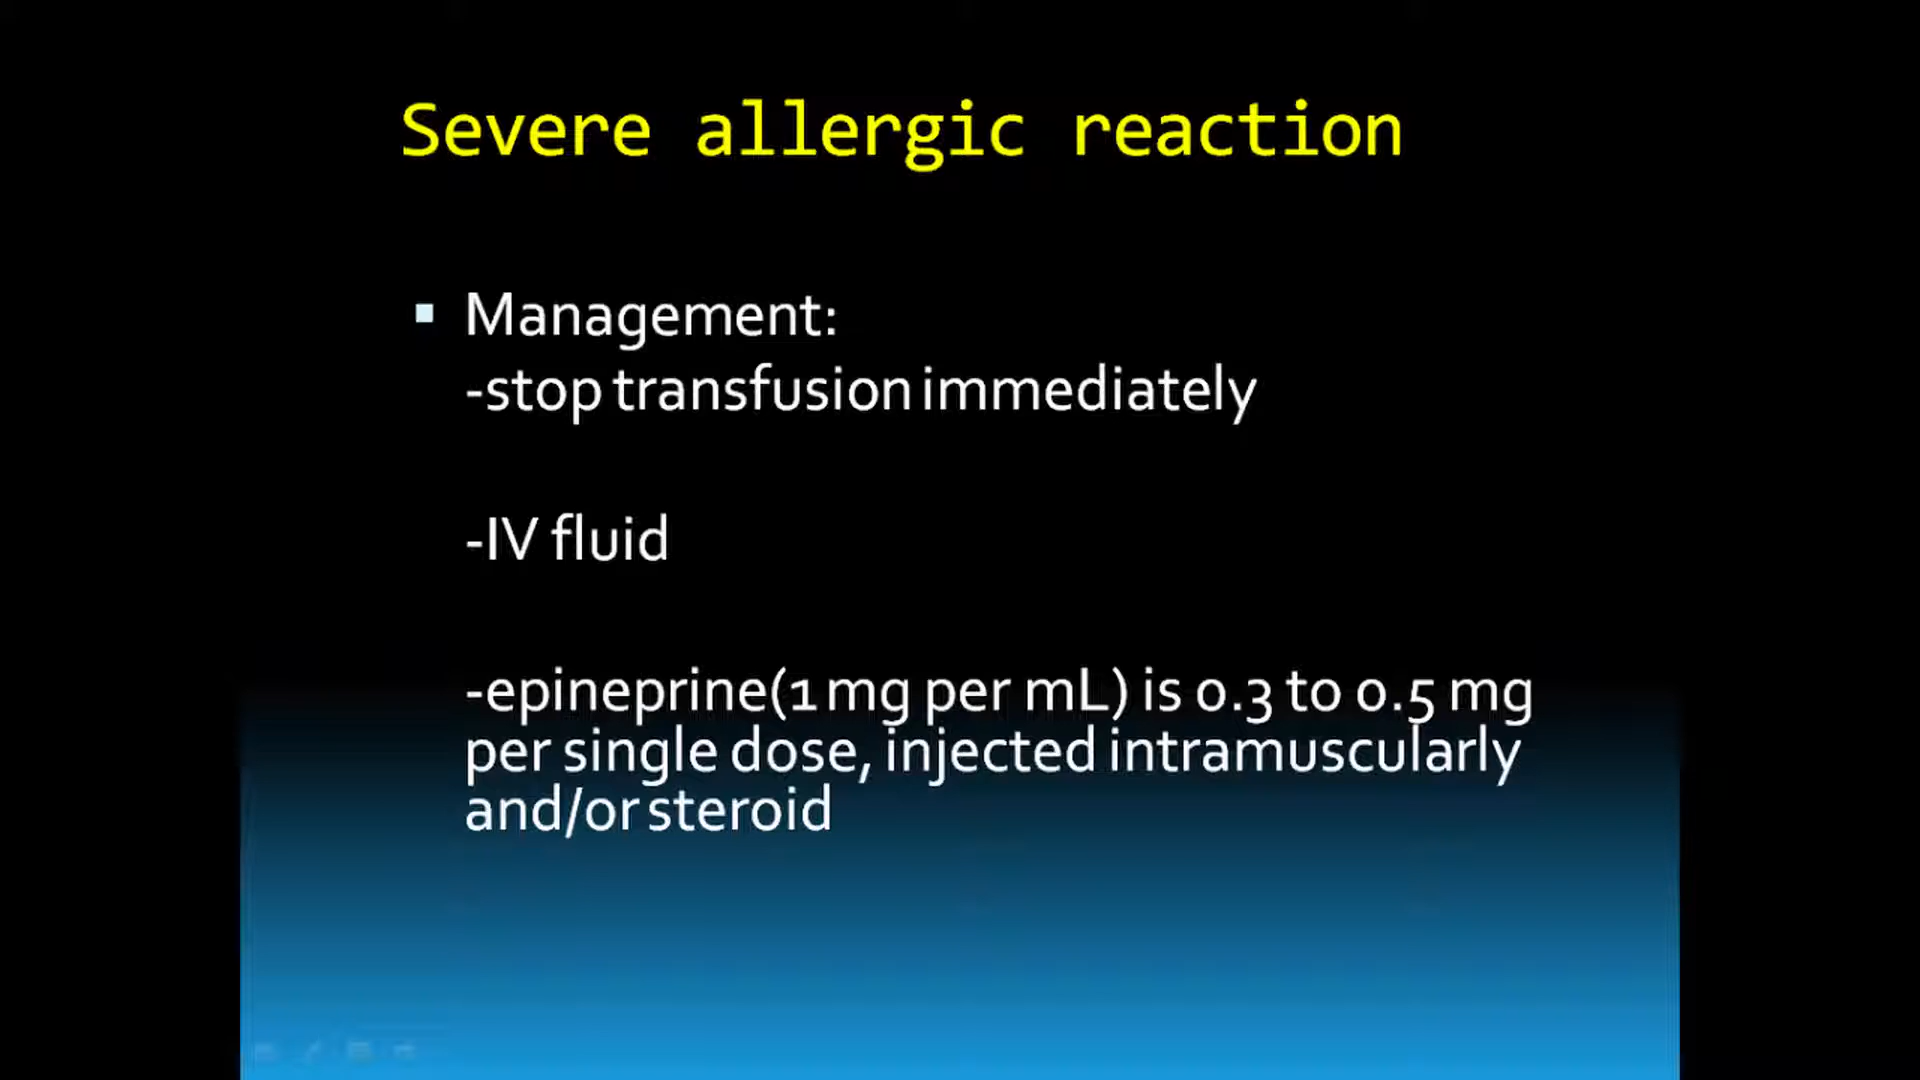 Severe allergic reaction
Management:
-stop transfusion immediately
-IV fluid
-epineprine(1 mg per mL) is 0.3 to 0.5 mg
per single dose, injected intramuscularly
and/or steroid